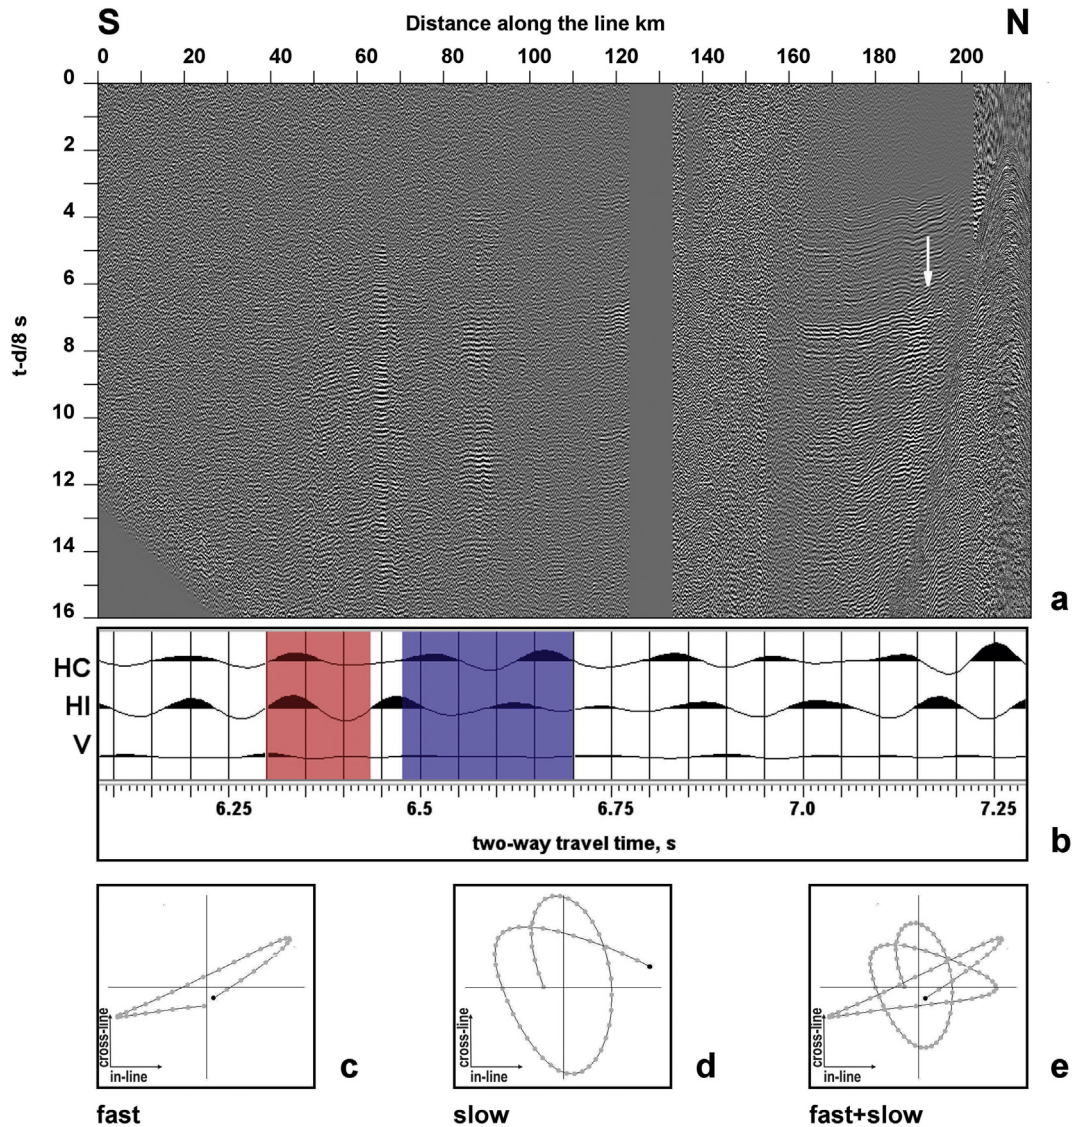 S Distance along the line km N
0 20 40 60 80 100 120 140 160 180 200
0
2
4
6
8
10
12
14
16
t-d/8 s
a
HC
HI
V
6.25 6.5 6.75 7.0 7.25
two-way travel time, s
b
cross-line
in-line
c
fast
cross-line
in-line
d
slow
cross-line
in-line
e
fast+slow